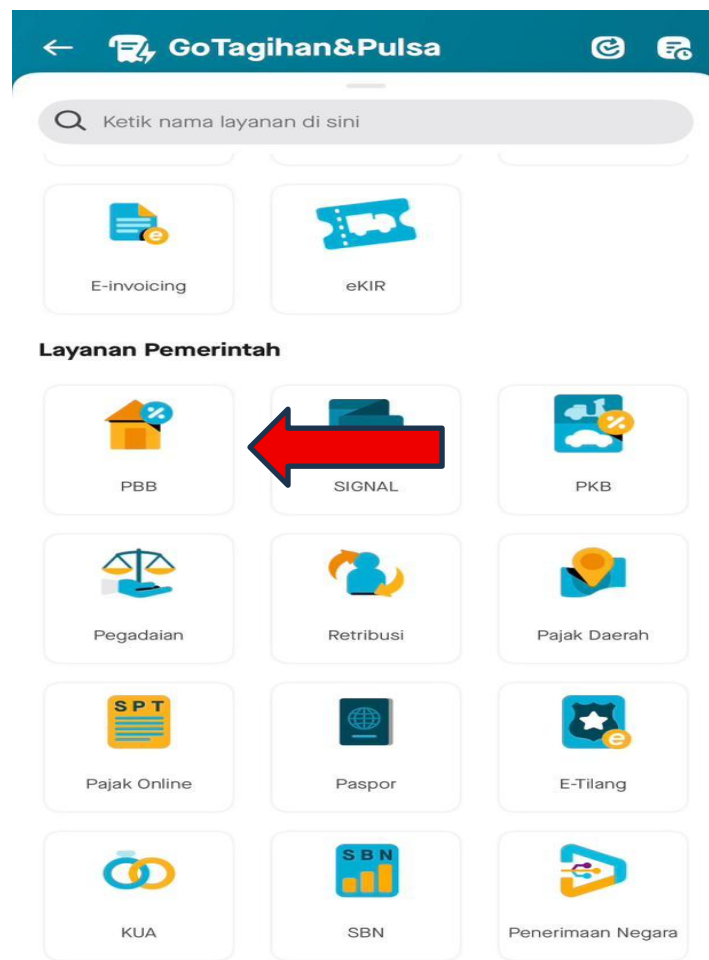 GoTagihan&Pulsa
Ketik nama layanan di sini
E-invoicing
eKIR
Layanan Pemerintah
PBB
SIGNAL
PKB
Pegadaian
Retribusi
Pajak Daerah
SPT
Pajak Online
Paspor
E-Tilang
SBN
KUA
SBN
Penerimaan Negara